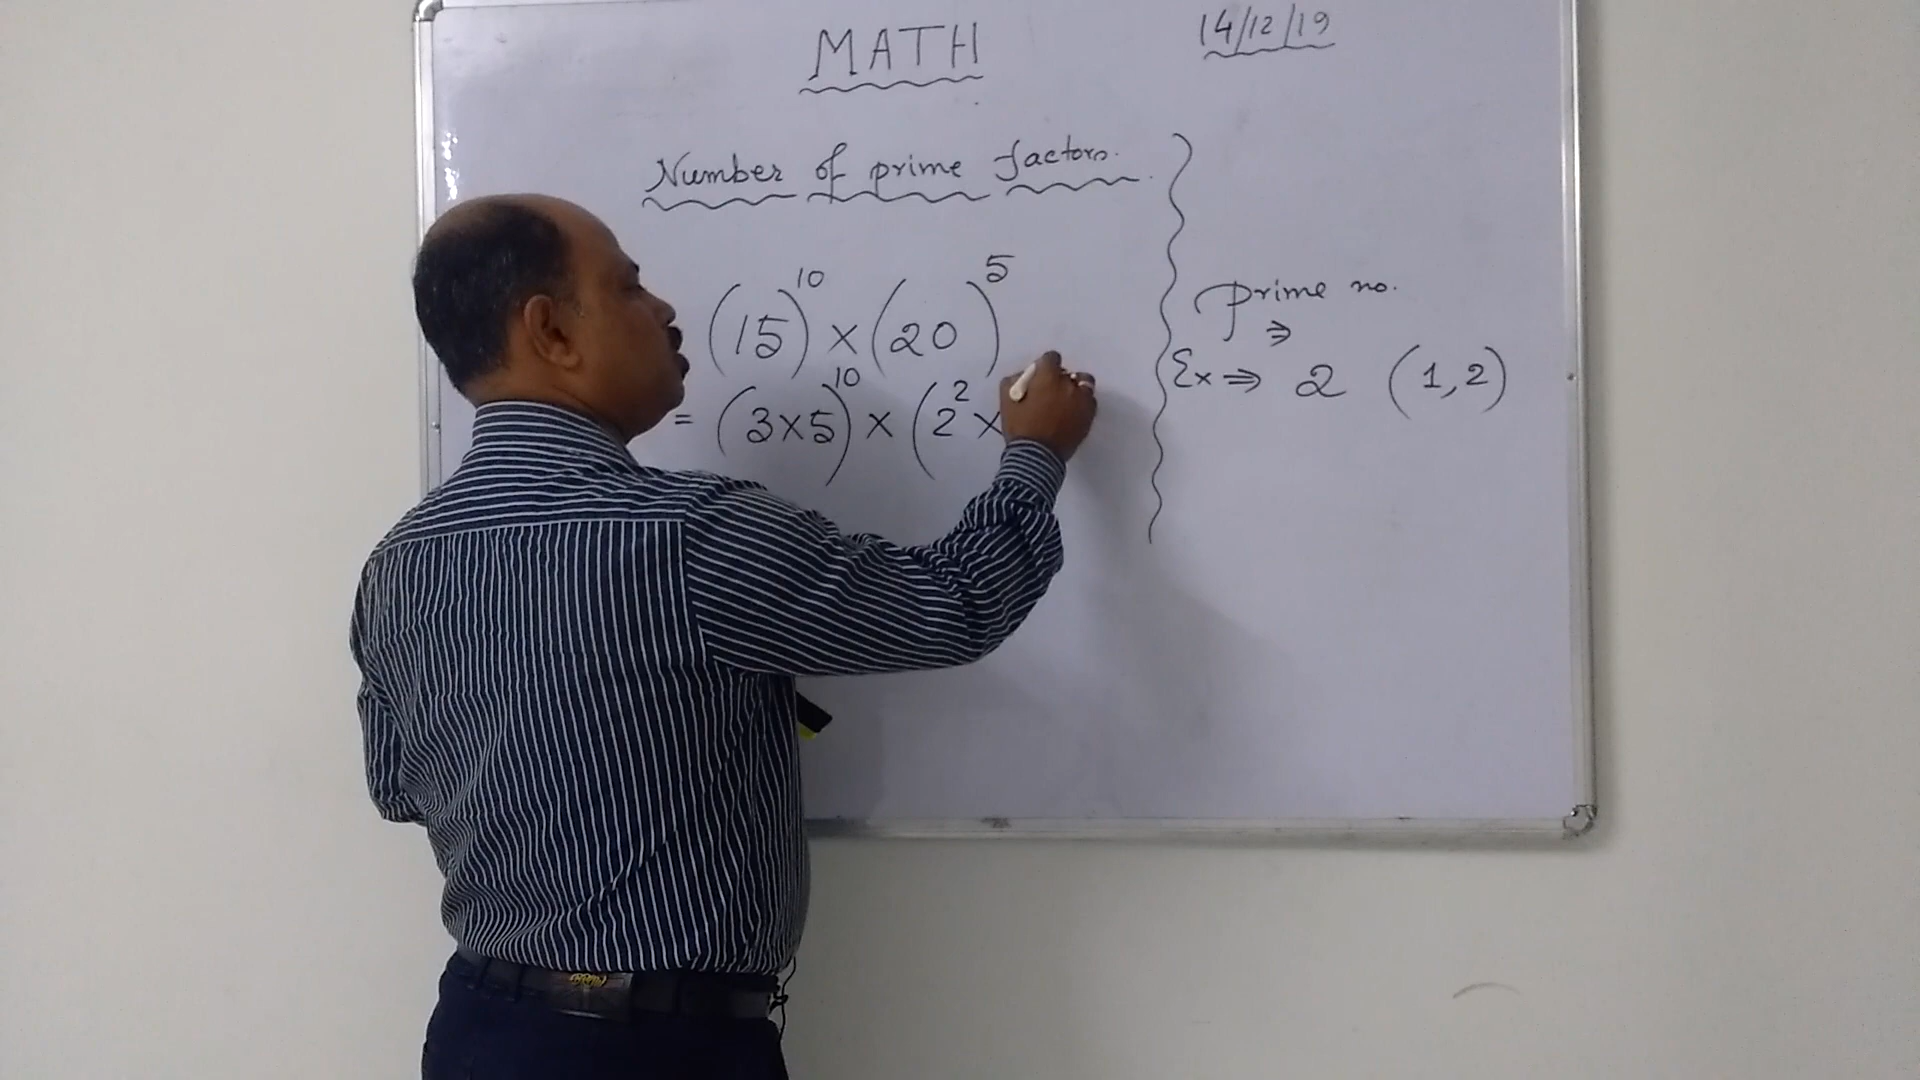 MATH
14/12/19
Number of prime factors.
(15)^10 × (20)^5
= (3×5)^10 × (2^2 ×
Prime no.
⇒
Ex ⇒ 2 (1,2)